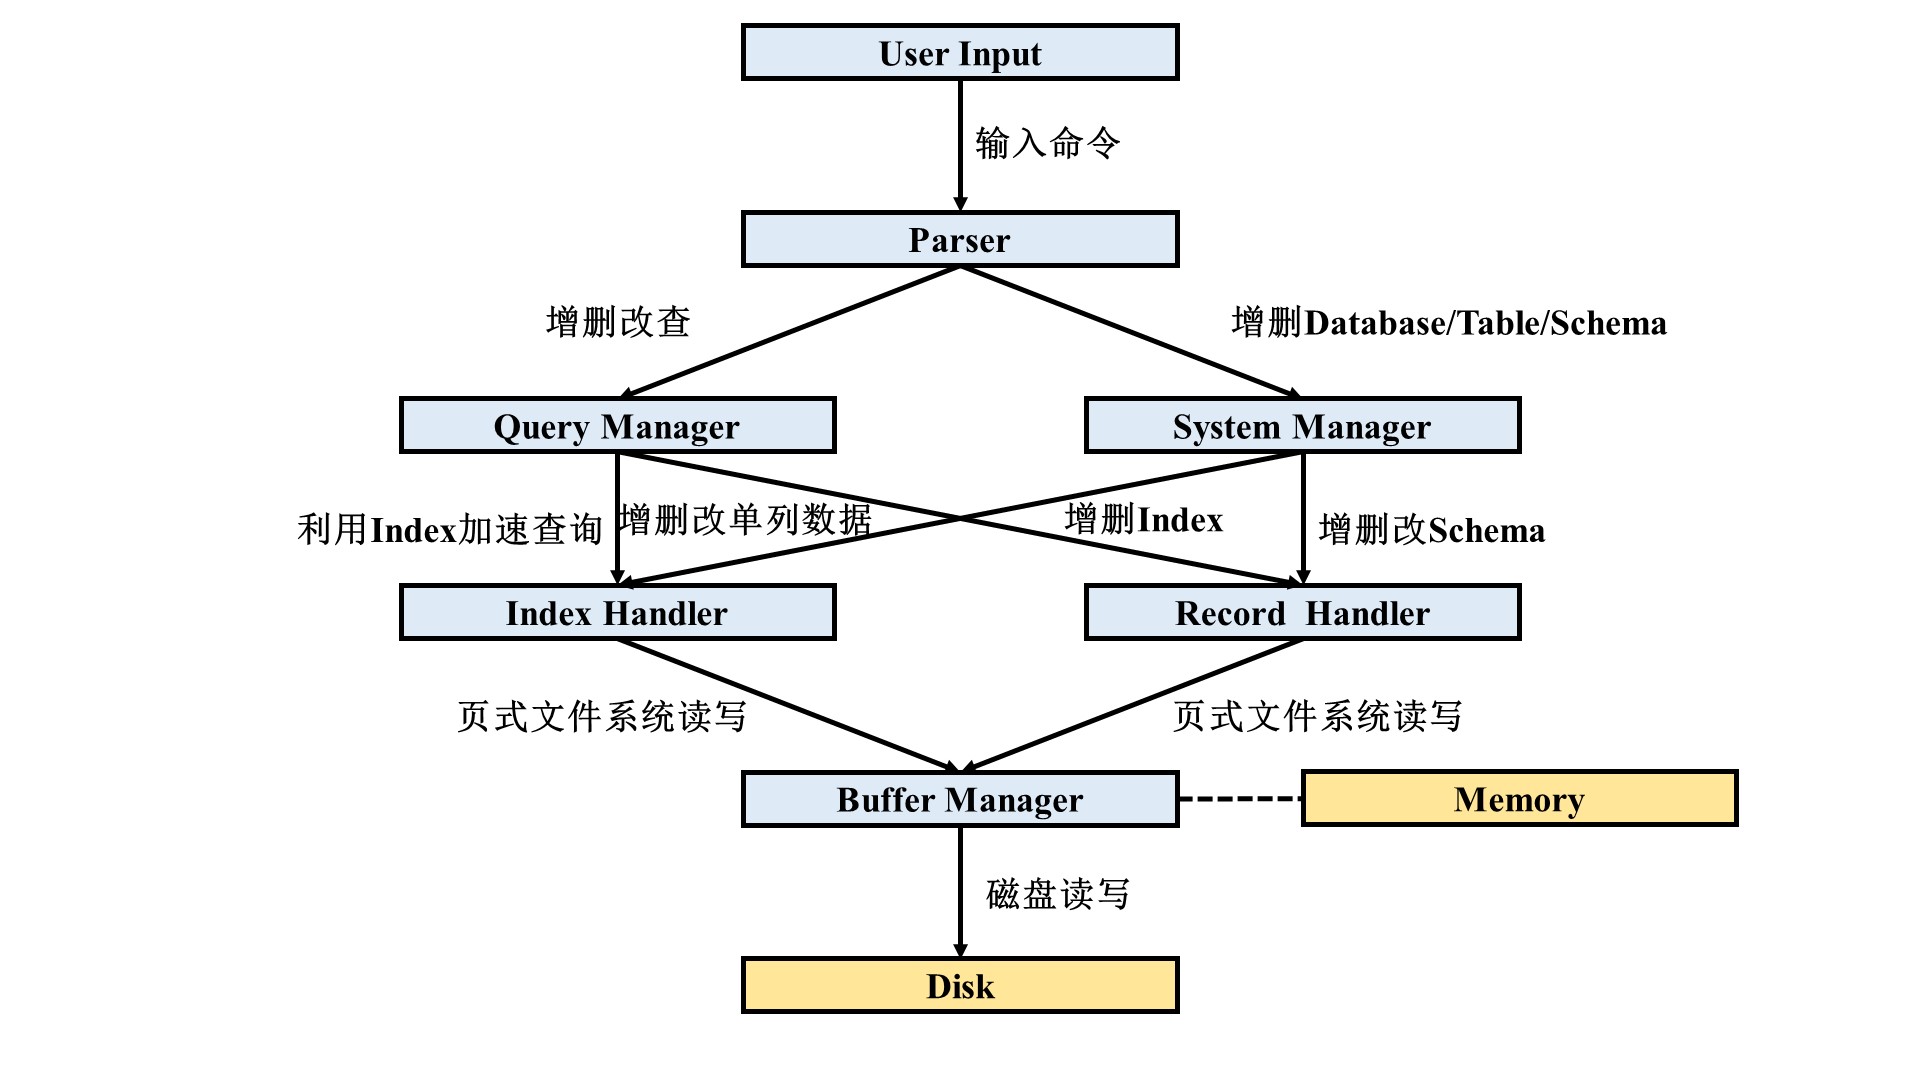 User Input
输入命令
Parser
增删改查
增删Database/Table/Schema
Query Manager
System Manager
利用Index加速查询
增删改单列数据
增删Index
增删改Schema
Index Handler
Record Handler
页式文件系统读写
页式文件系统读写
Buffer Manager
Memory
磁盘读写
Disk